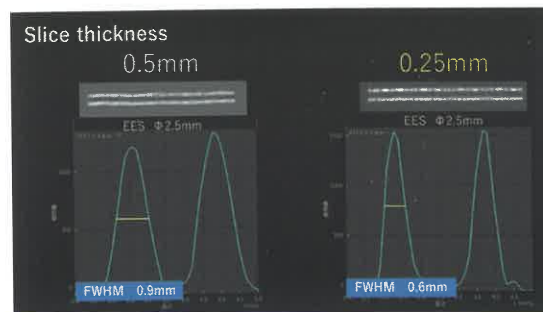 Slice thickness
0.5mm
0.25mm
EES Φ2.5mm
EES Φ2.5mm
FWHM 0.9mm
FWHM 0.6mm